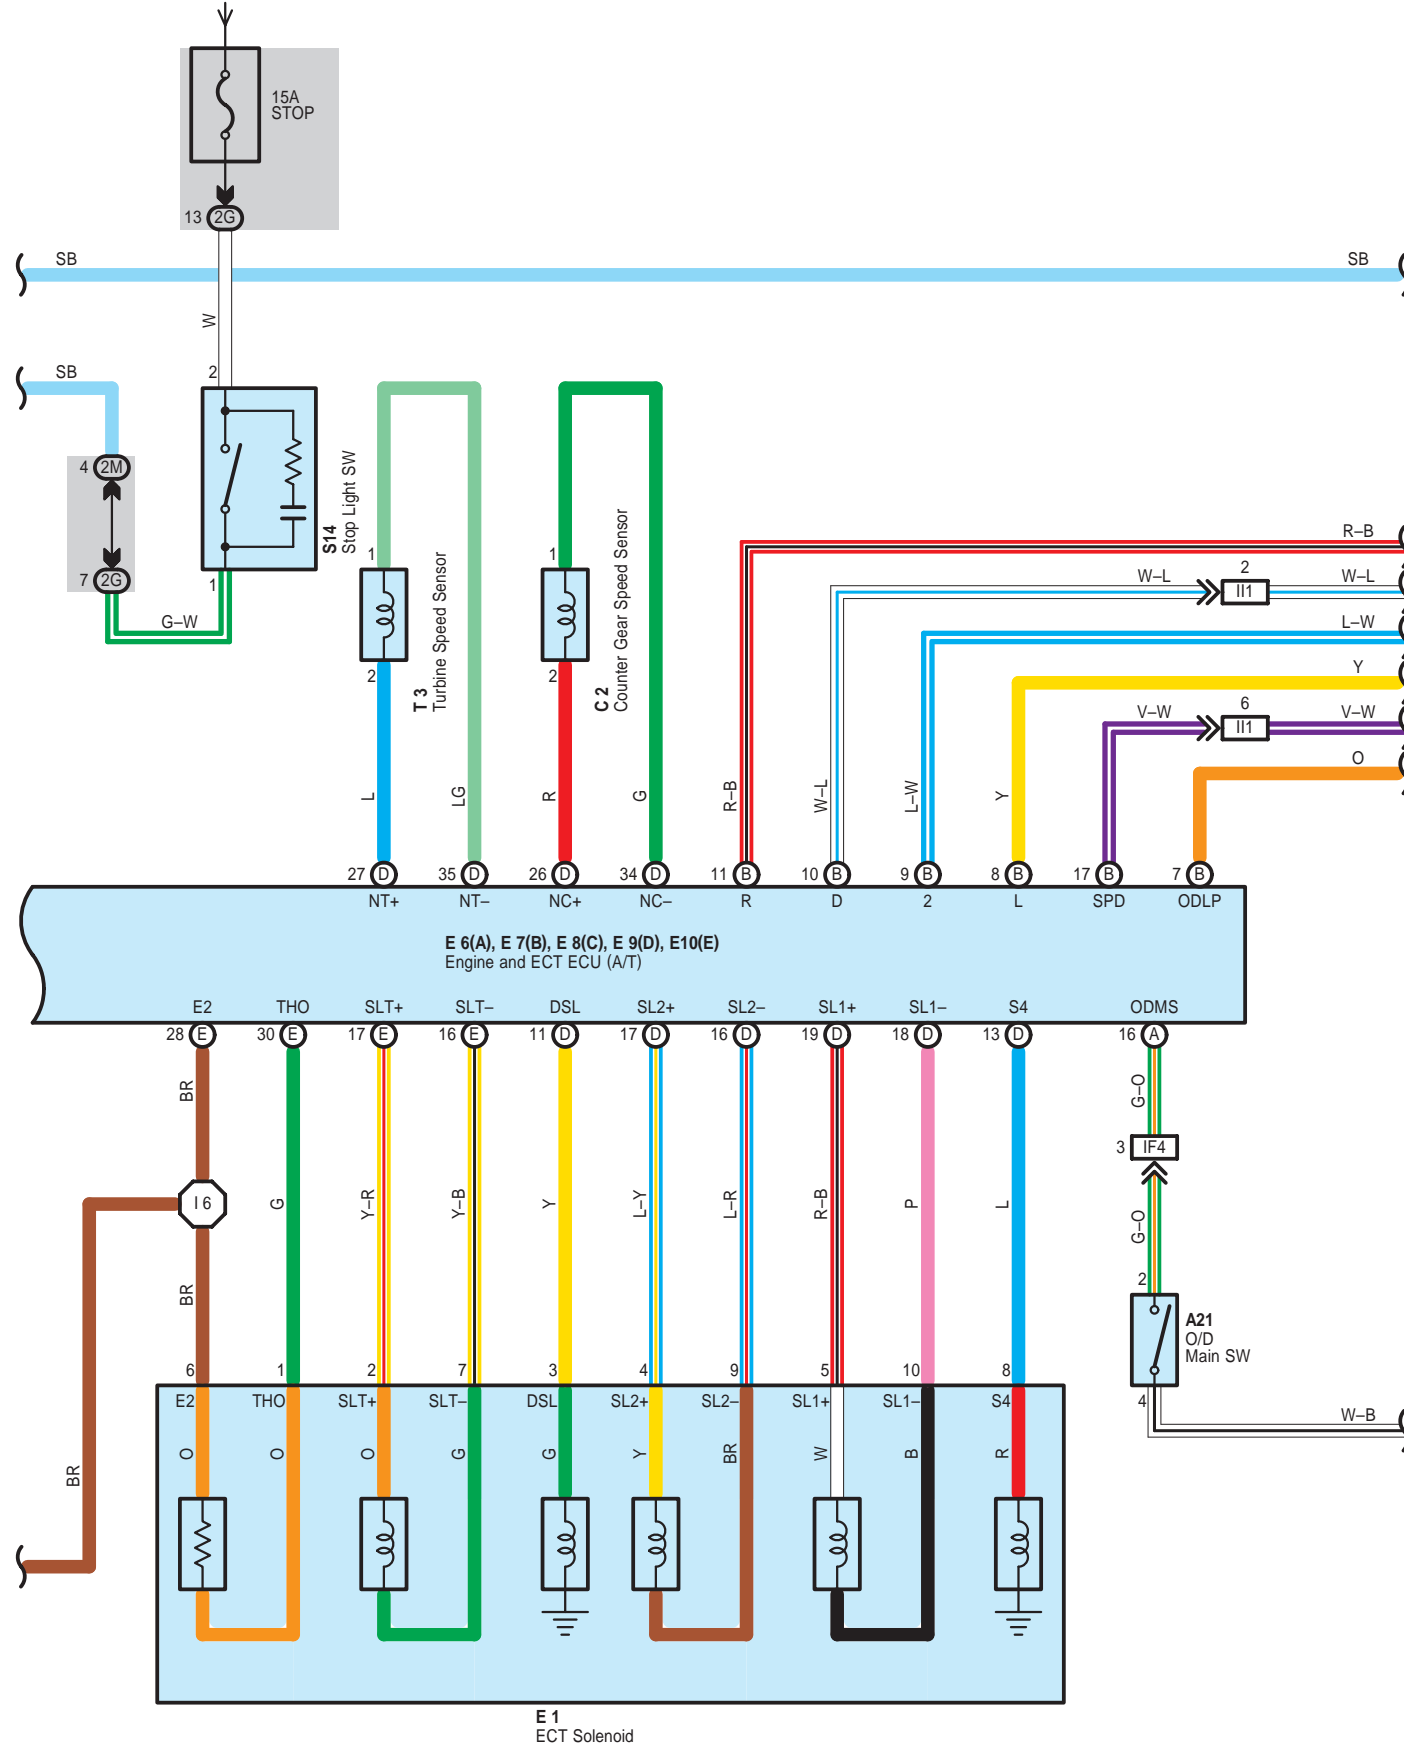 15A
STOP
13 2G
SB SB
W
SB
2
4 2M
7 2G
G–W
1
S14
Stop Light SW
1
2
T 3
Turbine Speed Sensor
1
2
C 2
Counter Gear Speed Sensor
R–B
W–L 2 II1 W–L
L–W
Y
V–W 6 II1 V–W
O
L LG R G R–B W–L L–W Y
27 D 35 D 26 D 34 D 11 B 10 B 9 B 8 B 17 B 7 B
NT+ NT– NC+ NC– R D 2 L SPD ODLP
E 6(A), E 7(B), E 8(C), E 9(D), E10(E)
Engine and ECT ECU (A/T)
E2 THO SLT+ SLT– DSL SL2+ SL2– SL1+ SL1– S4 ODMS
28 E 30 E 17 E 16 E 11 D 17 D 16 D 19 D 18 D 13 D 16 A
BR G–O
3 IF4
I 6 G Y–R Y–B Y L–Y L–R R–B P L G–O
BR 2
A21
O/D
Main SW
4
W–B
6 1 2 7 3 4 9 5 10 8
E2 THO SLT+ SLT– DSL SL2+ SL2– SL1+ SL1– S4
O O O G G Y BR W B R
BR
E 1
ECT Solenoid